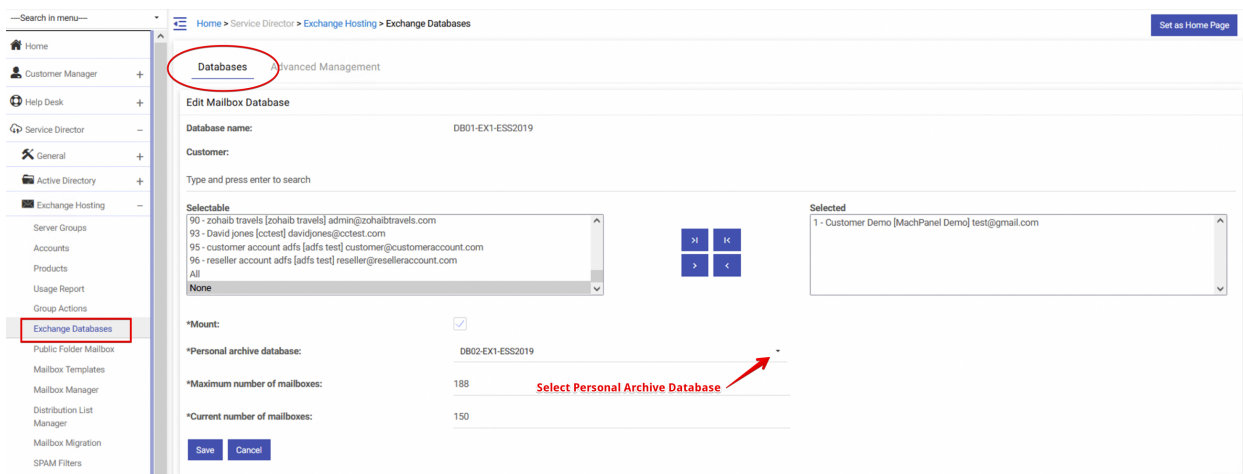 ---Search in menu---
Home > Service Director > Exchange Hosting > Exchange Databases
Set as Home Page
Home
Customer Manager
Help Desk
Service Director
General
Active Directory
Exchange Hosting
Server Groups
Accounts
Products
Usage Report
Group Actions
Exchange Databases
Public Folder Mailbox
Mailbox Templates
Mailbox Manager
Distribution List
Manager
Mailbox Migration
SPAM Filters
Databases
Advanced Management
Edit Mailbox Database
Database name:
DB01-EX1-ESS2019
Customer:
Type and press enter to search
Selectable
90 - zohaib travels [zohaib travels] admin@zohaibtravels.com
93 - David jones [cctest] davidjones@cctest.com
95 - customer account adfs [adfs test] customer@customeraccount.com
96 - reseller account adfs [adfs test] reseller@reselleraccount.com
All
None
Selected
1 - Customer Demo [MachPanel Demo] test@gmail.com
*Mount:
*Personal archive database:
DB02-EX1-ESS2019
*Maximum number of mailboxes:
188
Select Personal Archive Database
*Current number of mailboxes:
150
Save
Cancel